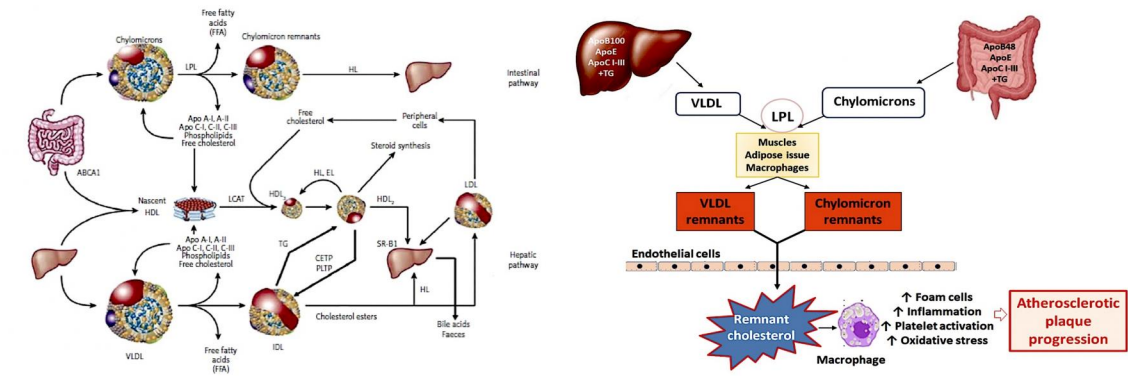 Free fatty
acids
(FFA)
Chylomicrons
Chylomicron remnants
LPL
HL
Intestinal
pathway
Apo A-I, A-II
Apo C-I, C-II, C-III
Phospholipids
Free cholesterol
Free
cholesterol
Peripheral
cells
Steroid synthesis
ABCA1
Nascent
HDL
LCAT
HDL3
HL, EL
HDL2
LDL
SR-B1
Apo A-I, A-II
Apo C-I, C-II, C-III
Phospholipids
Free cholesterol
TG
CETP
PLTP
HL
Hepatic
pathway
VLDL
IDL
Cholesterol esters
Bile acids
Faeces
Free fatty
acids
(FFA)
ApoB100
ApoE
ApoC I-III
+TG
ApoB48
ApoE
ApoC I-III
+TG
VLDL
LPL
Chylomicrons
Muscles
Adipose issue
Macrophages
VLDL
remnants
Chylomicron
remnants
Endothelial cells
Remnant
cholesterol
Macrophage
↑ Foam cells
↑ Inflammation
↑ Platelet activation
↑ Oxidative stress
Atherosclerotic
plaque
progression